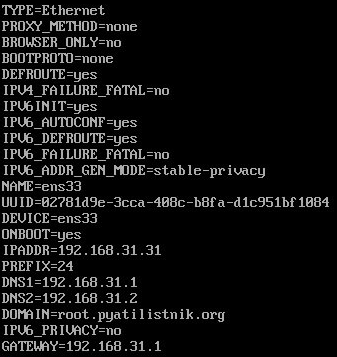 TYPE=Ethernet
PROXY_METHOD=none
BROWSER_ONLY=no
BOOTPROTO=none
DEFROUTE=yes
IPV4_FAILURE_FATAL=no
IPV6INIT=yes
IPV6_AUTOCONF=yes
IPV6_DEFROUTE=yes
IPV6_FAILURE_FATAL=no
IPV6_ADDR_GEN_MODE=stable-privacy
NAME=ens33
UUID=02781d9e-3cca-408c-b8fa-d1c951bf1084
DEVICE=ens33
ONBOOT=yes
IPADDR=192.168.31.31
PREFIX=24
DNS1=192.168.31.1
DNS2=192.168.31.2
DOMAIN=root.pyatilistnik.org
IPV6_PRIVACY=no
GATEWAY=192.168.31.1